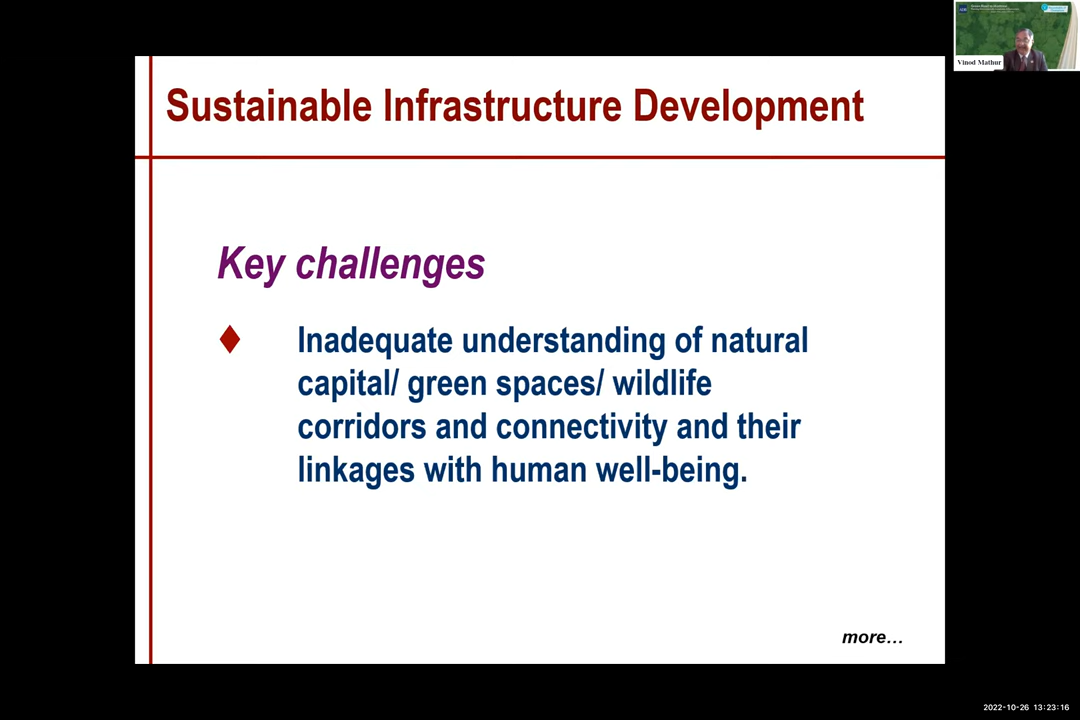 Vinod Mathur
Sustainable Infrastructure Development
Key challenges
Inadequate understanding of natural
capital/ green spaces/ wildlife
corridors and connectivity and their
linkages with human well-being.
more...
2022-10-26 13:23:16